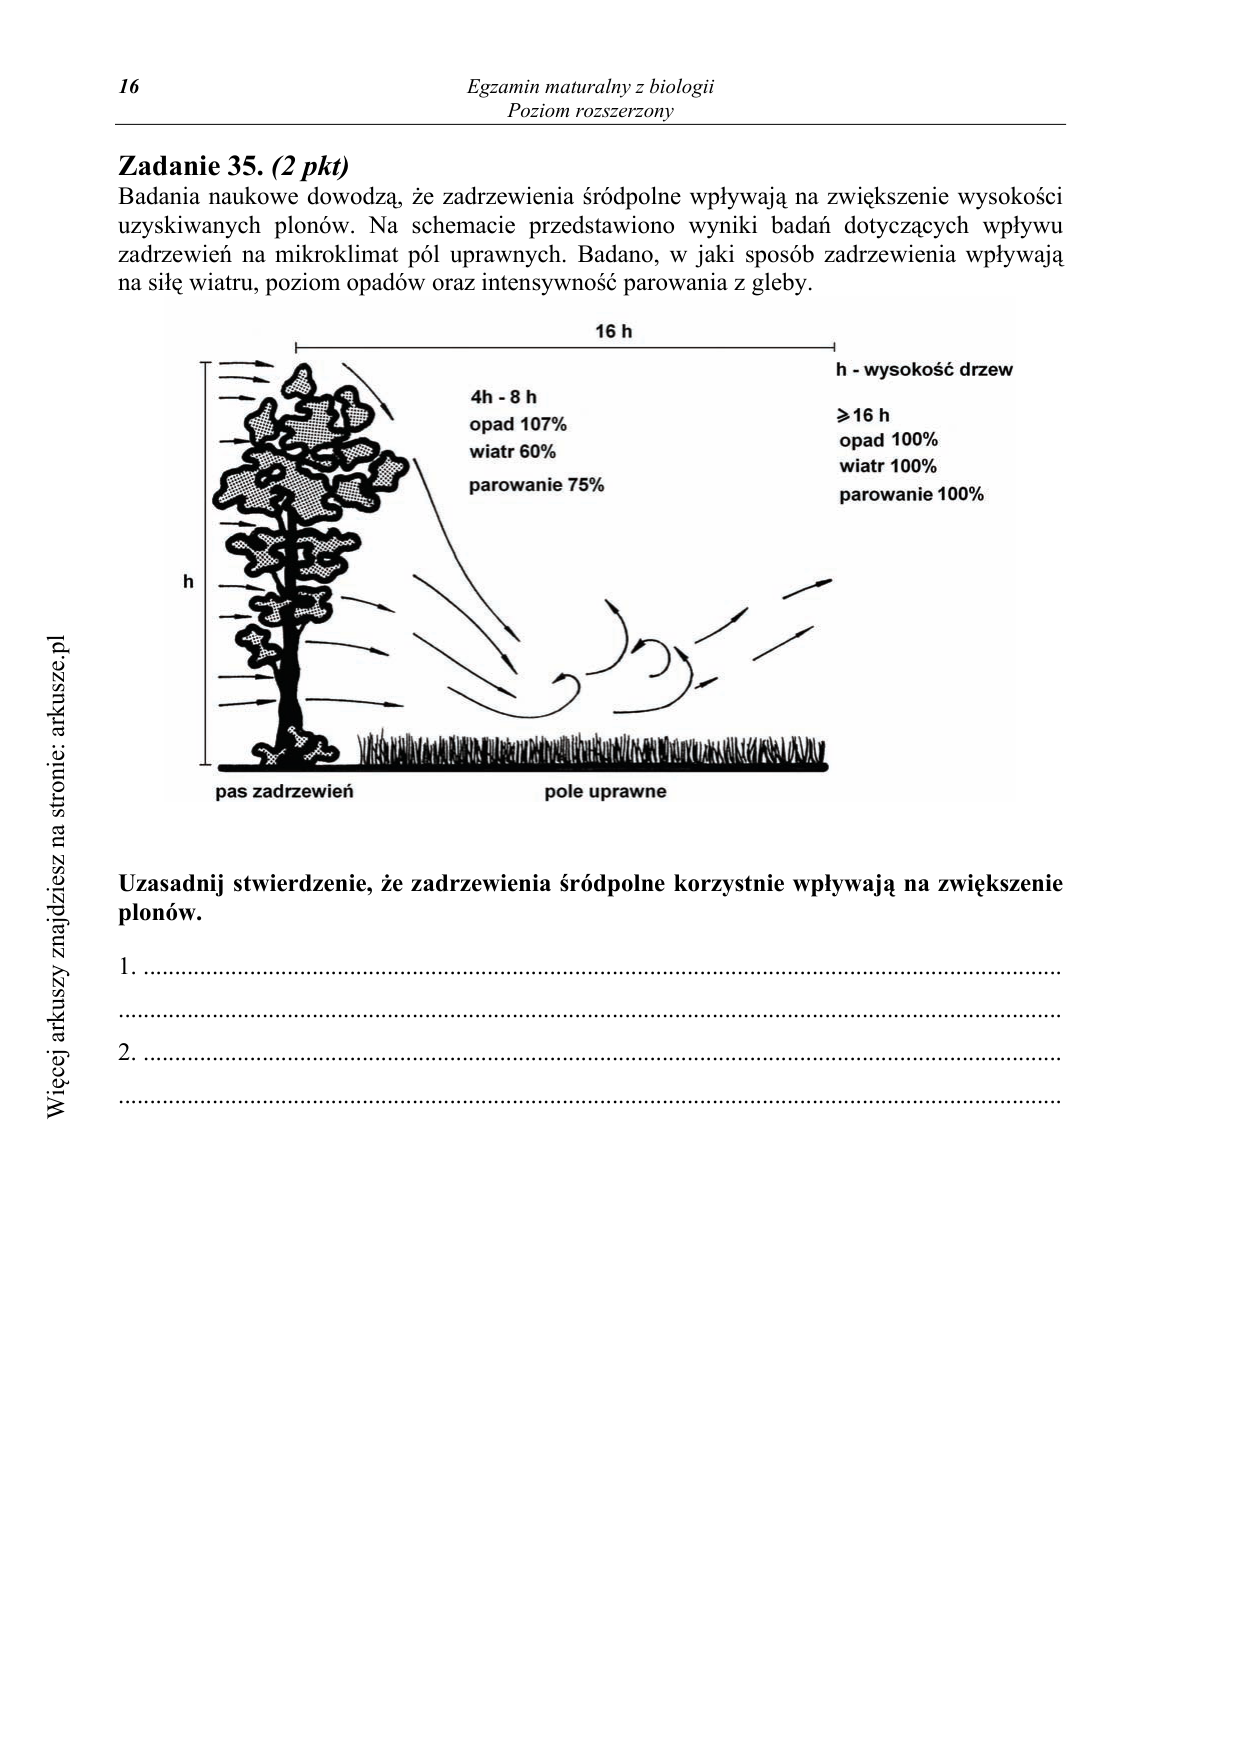 16
Egzamin maturalny z biologii
Poziom rozszerzony
Zadanie 35. (2 pkt)
Badania naukowe dowodzą, że zadrzewienia śródpolne wpływają na zwiększenie wysokości
uzyskiwanych plonów. Na schemacie przedstawiono wyniki badań dotyczących wpływu
zadrzewień na mikroklimat pól uprawnych. Badano, w jaki sposób zadrzewienia wpływają
na siłę wiatru, poziom opadów oraz intensywność parowania z gleby.
16 h
h - wysokość drzew
4h - 8 h
opad 107%
wiatr 60%
parowanie 75%
⩾16 h
opad 100%
wiatr 100%
parowanie 100%
h
pas zadrzewień
pole uprawne
Uzasadnij stwierdzenie, że zadrzewienia śródpolne korzystnie wpływają na zwiększenie
plonów.
1. ....................................................................................................................................................
........................................................................................................................................................
2. ....................................................................................................................................................
........................................................................................................................................................
Więcej arkuszy znajdziesz na stronie: arkusze.pl